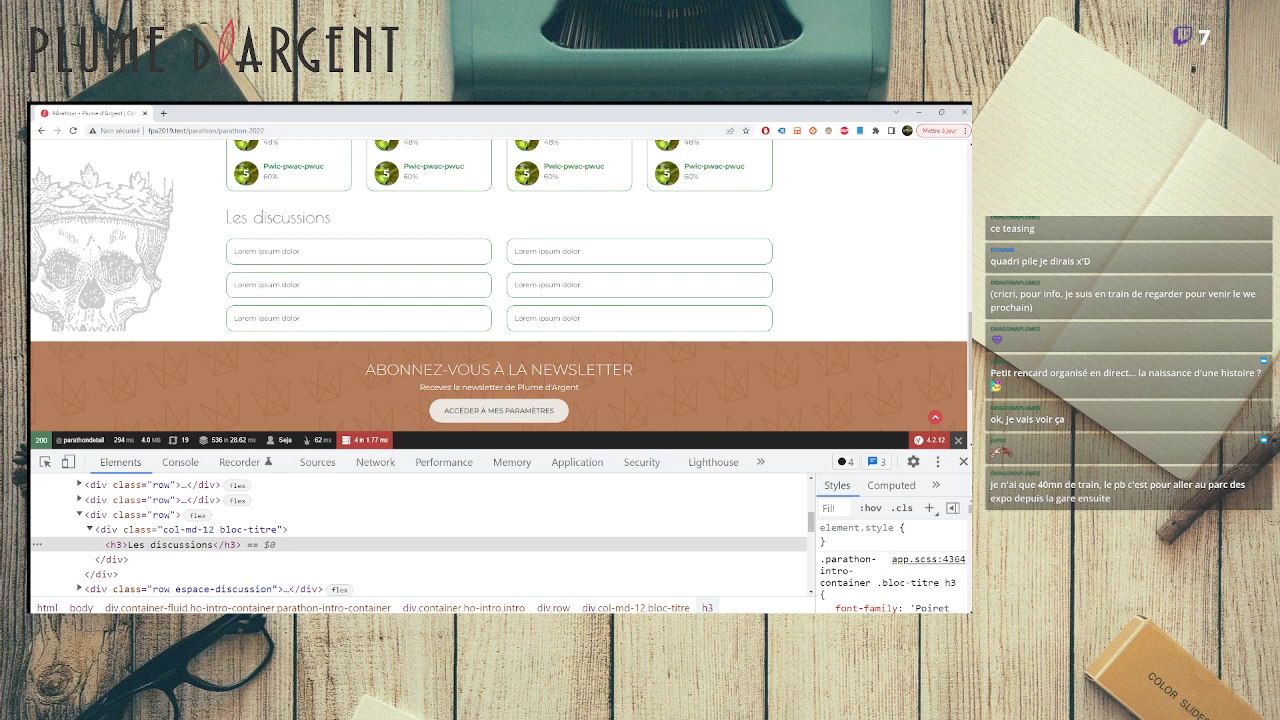 PLUME D'ARGENT
7
PArathon • Plume d'Argent | Con
Non sécurisé | fpa2019.test/parathon/parathon-2022
Mettre à jour
48%
48%
48%
48%
5 Pwic-pwac-pwuc
60%
5 Pwic-pwac-pwuc
60%
5 Pwic-pwac-pwuc
60%
5 Pwic-pwac-pwuc
60%
Les discussions
Lorem ipsum dolor
Lorem ipsum dolor
Lorem ipsum dolor
Lorem ipsum dolor
Lorem ipsum dolor
Lorem ipsum dolor
ABONNEZ-VOUS À LA NEWSLETTER
Recevez la newsletter de Plume d'Argent
ACCÉDER À MES PARAMÈTRES
200 @ parathondetail 294 ms 4.0 MB 19 536 in 28.62 ms Seja 62 ms 4 in 1.77 ms 4.2.12
Elements Console Recorder Sources Network Performance Memory Application Security Lighthouse » 4 3
<div class="row">…</div> flex
<div class="row">…</div> flex
<div class="row"> flex
<div class="col-md-12 bloc-titre">
<h3>Les discussions</h3> == $0
</div>
</div>
<div class="row espace-discussion">…</div> flex
html body div.container-fluid.ho-intro-container.parathon-intro-container div.container.ho-intro.intro div.row div.col-md-12.bloc-titre h3
Styles Computed »
Filt :hov .cls +
element.style {
}
.parathon- app.scss:4364
intro-
container .bloc-titre h3
{
font-family: 'Poiret
DRAGONAPLUMES
ce teasing
quadri pile je dirais x'D
DRAGONAPLUMES
(cricri, pour info, je suis en train de regarder pour venir le we
prochain)
DRAGONAPLUMES
Petit rencard organisé en direct... la naissance d'une histoire ?
DRAGONAPLUMES
ok, je vais voir ça
DRAGONAPLUMES
je n'ai que 40mn de train, le pb c'est pour aller au parc des
expo depuis la gare ensuite
COLOR SLIDES